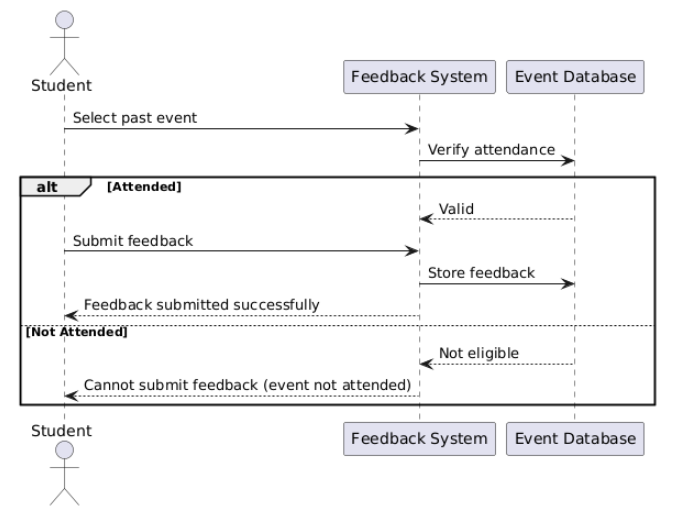 Student
Feedback System
Event Database
Select past event
Verify attendance
alt [Attended]
Valid
Submit feedback
Store feedback
Feedback submitted successfully
[Not Attended]
Not eligible
Cannot submit feedback (event not attended)
Student
Feedback System
Event Database